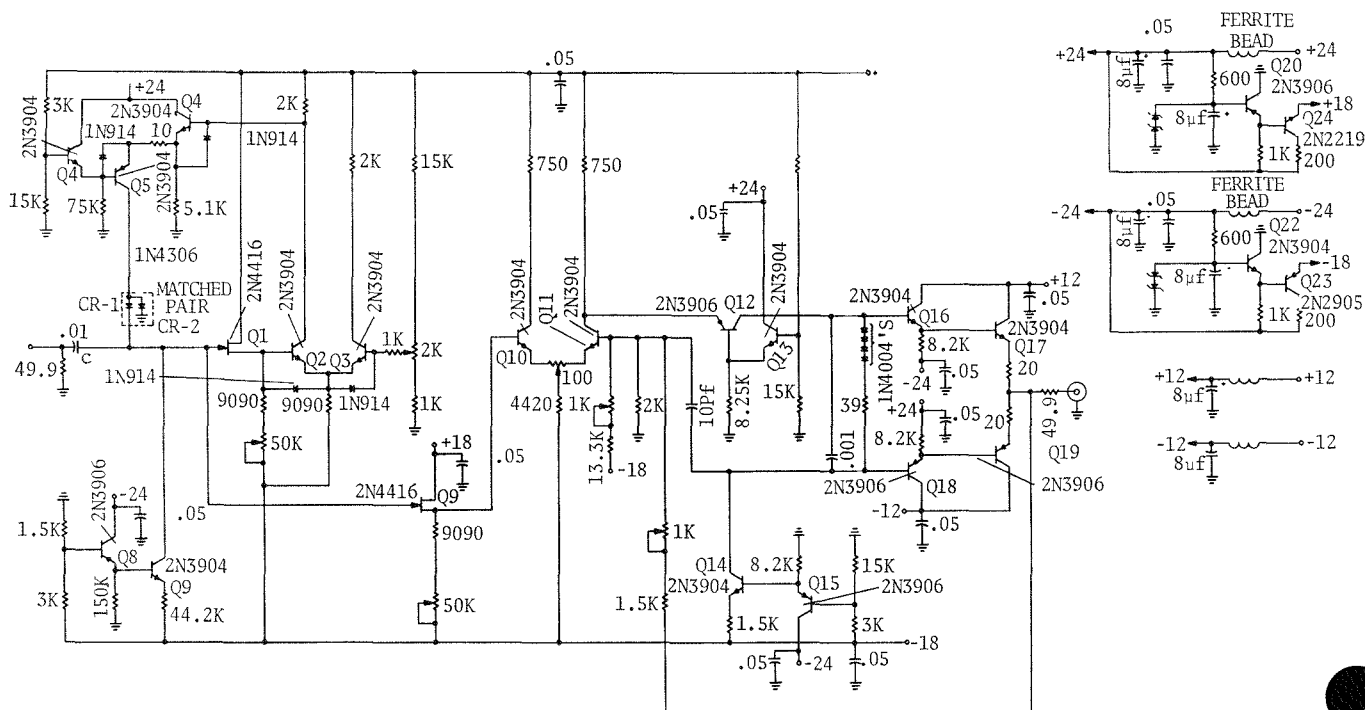 FERRITE
BEAD
.05
+24
+24
8µf
600
Q20
2N3906
+18
8µf
Q24
2N2219
1K
200
FERRITE
BEAD
.05
-24
-24
8µf
600
Q22
2N3904
-18
8µf
Q23
2N2905
1K
200
+12
+12
8µf
-12
-12
8µf
.05
+24
3K
2N3904
Q4
2K
1N914
10
1N914
2N3904
Q4
Q5
2N3904
15K
75K
5.1K
2K
15K
750
750
+24
.05
1N4306
2N4416
2N3904
2N3904
2N3904
2N3904
2N3904
MATCHED
PAIR
CR-1
CR-2
Q11
2N3906
Q12
2N3904
+12
.05
.01
c
Q1
Q2
Q3
1K
2K
Q10
Q13
Q16
1N4004'S
8.2K
2N3904
Q17
49.9
1N914
9090
9090
1N914
1K
100
4420
1K
2K
10Pf
8.25K
15K
39
-24
.05
20
49.9
+24
.05
8.2K
20
50K
+18
.05
13.3K
-18
.001
2N3906
Q18
Q19
2N3906
2N3906
-24
.05
2N4416
Q9
9090
-12
.05
1.5K
Q8
2N3904
Q9
1K
Q14
2N3904
8.2K
Q15
15K
2N3906
3K
150K
44.2K
50K
1.5K
1.5K
3K
-18
.05
-24
.05